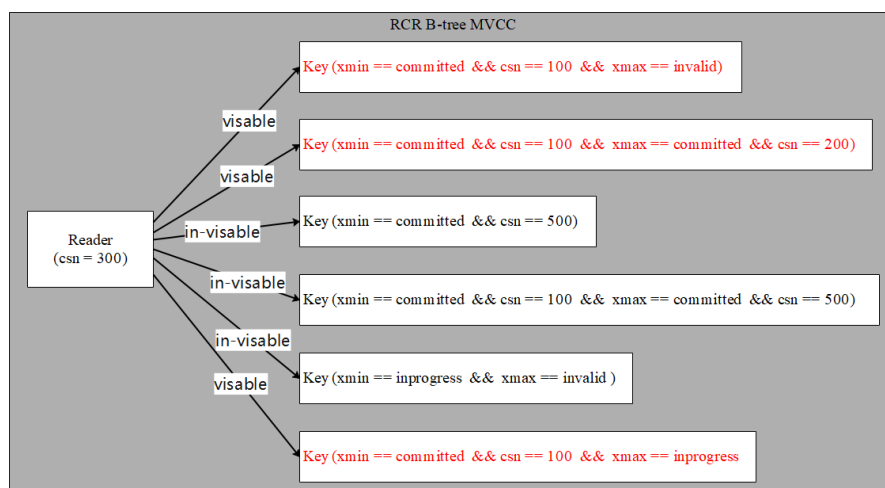 RCR B-tree MVCC
Key (xmin == committed && csn == 100 && xmax == invalid)
visable
Key (xmin == committed && csn == 100 && xmax == committed && csn == 200)
visable
Key (xmin == committed && csn == 500)
in-visable
Reader
(csn = 300)
in-visable
Key (xmin == committed && csn == 100 && xmax == committed && csn == 500)
in-visable
Key (xmin == inprogress && xmax == invalid )
visable
Key (xmin == committed && csn == 100 && xmax == inprogress